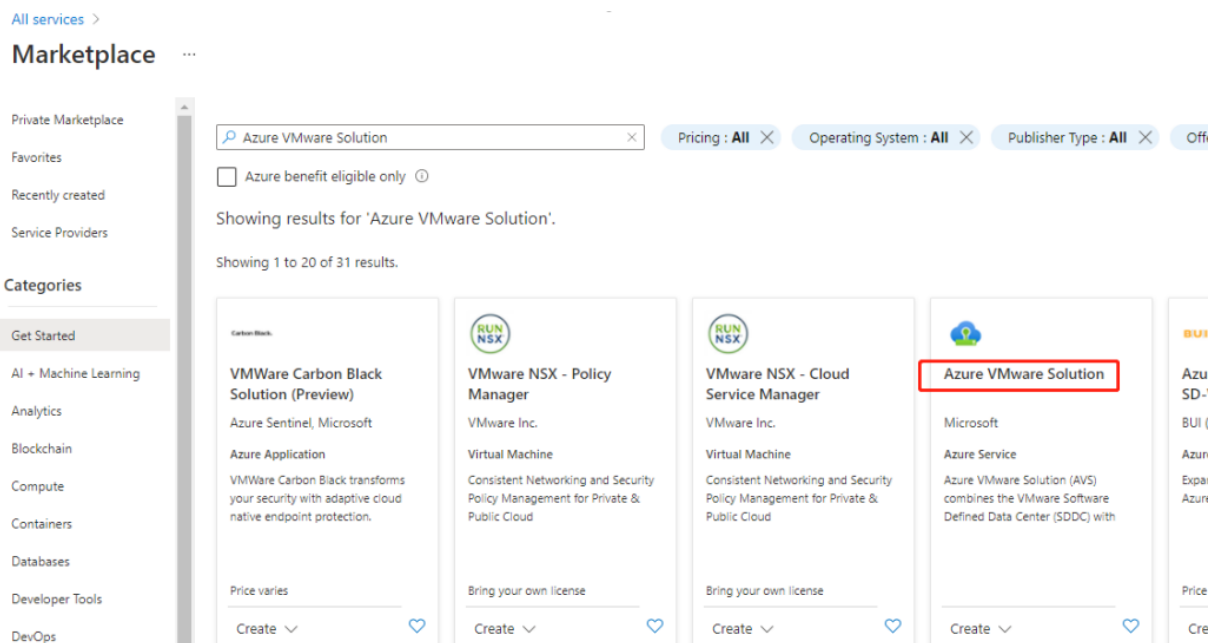 All services >
Marketplace ...
Private Marketplace
Favorites
Recently created
Service Providers
Categories
Get Started
AI + Machine Learning
Analytics
Blockchain
Compute
Containers
Databases
Developer Tools
DevOps
Azure VMware Solution
Pricing : All
Operating System : All
Publisher Type : All
Azure benefit eligible only
Showing results for 'Azure VMware Solution'.
Showing 1 to 20 of 31 results.
Carbon Black.
VMWare Carbon Black
Solution (Preview)
Azure Sentinel, Microsoft
Azure Application
VMWare Carbon Black transforms
your security with adaptive cloud
native endpoint protection.
Price varies
Create
RUN
NSX
VMware NSX - Policy
Manager
VMware Inc.
Virtual Machine
Consistent Networking and Security
Policy Management for Private &
Public Cloud
Bring your own license
Create
RUN
NSX
VMware NSX - Cloud
Service Manager
VMware Inc.
Virtual Machine
Consistent Networking and Security
Policy Management for Private &
Public Cloud
Bring your own license
Create
Azure VMware Solution
Microsoft
Azure Service
Azure VMware Solution (AVS)
combines the VMware Software
Defined Data Center (SDDC) with
Create
BUI
BUI
Price